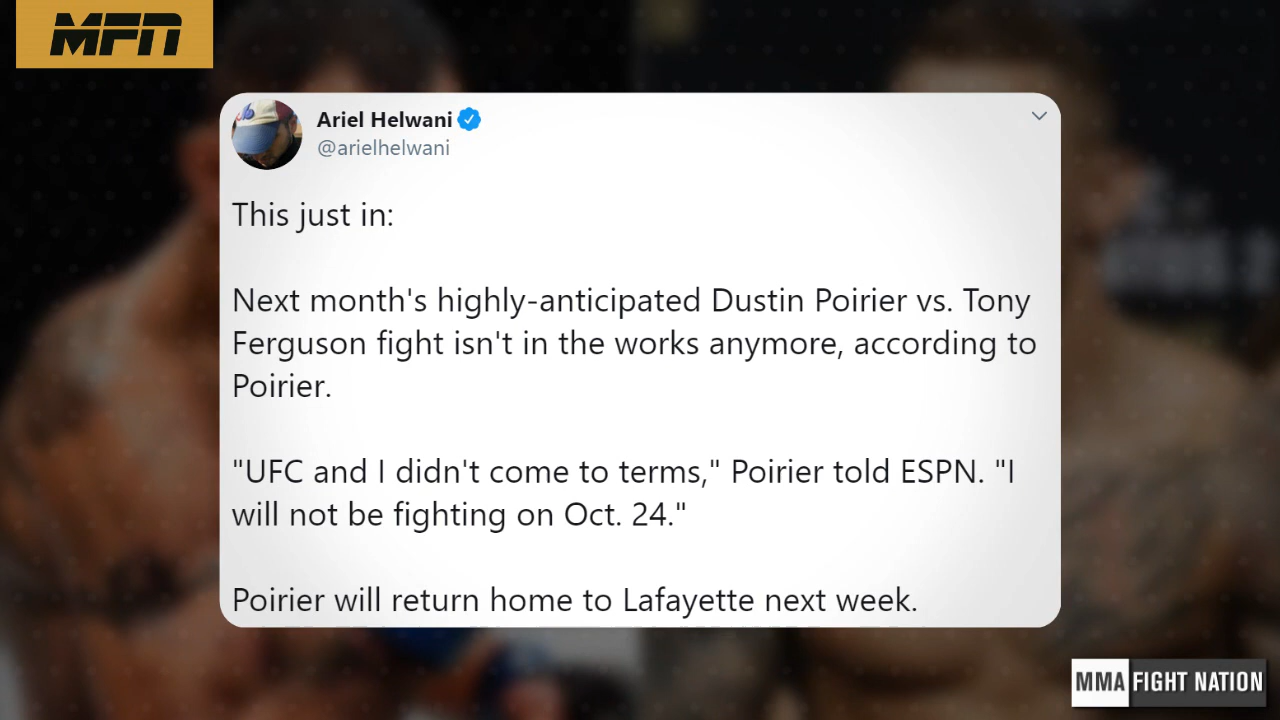 MFN
Ariel Helwani
@arielhelwani
This just in:
Next month's highly-anticipated Dustin Poirier vs. Tony
Ferguson fight isn't in the works anymore, according to
Poirier.
"UFC and I didn't come to terms," Poirier told ESPN. "I
will not be fighting on Oct. 24."
Poirier will return home to Lafayette next week.
MMA FIGHT NATION